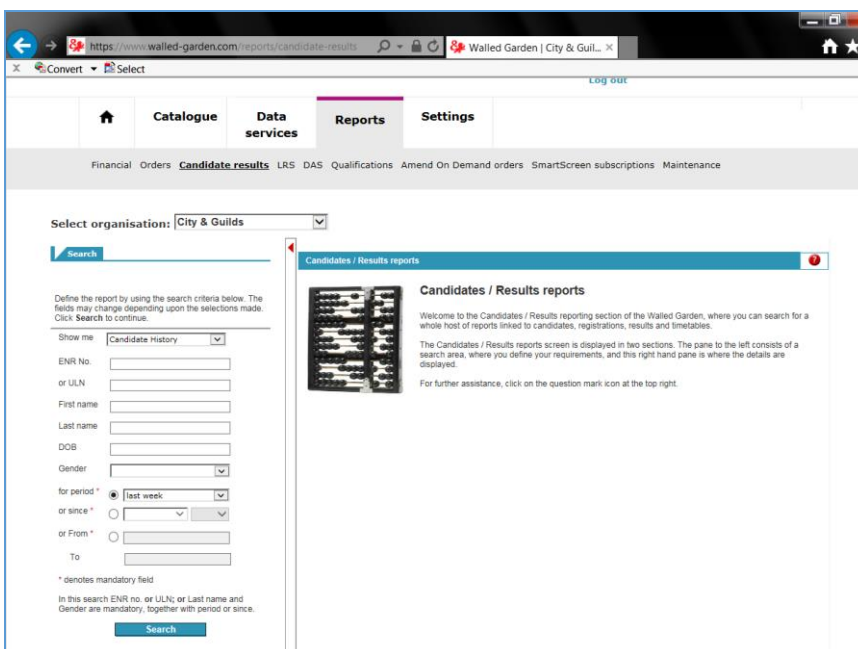 https://www.walled-garden.com/reports/candidate-results
Walled Garden | City & Guil...
x Convert Select
Log out
Catalogue Data services Reports Settings
Financial Orders Candidate results LRS DAS Qualifications Amend On Demand orders SmartScreen subscriptions Maintenance
Select organisation: City & Guilds
Search
Define the report by using the search criteria below. The
fields may change depending upon the selections made.
Click Search to continue.
Show me Candidate History
ENR No.
or ULN
First name
Last name
DOB
Gender
for period * last week
or since *
or From *
To
* denotes mandatory field
In this search ENR no. or ULN; or Last name and
Gender are mandatory, together with period or since.
Search
Candidates / Results reports ?
Candidates / Results reports
Welcome to the Candidates / Results reporting section of the Walled Garden, where you can search for a
whole host of reports linked to candidates, registrations, results and timetables.
The Candidates / Results reports screen is displayed in two sections. The pane to the left consists of a
search area, where you define your requirements, and this right hand pane is where the details are
displayed.
For further assistance, click on the question mark icon at the top right.